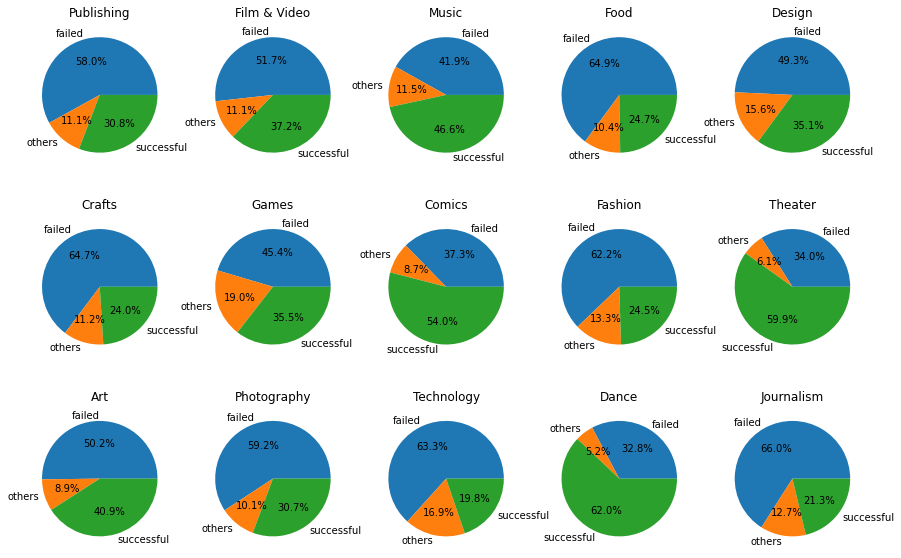 Publishing
failed
58.0%
11.1%
30.8%
others
successful
Film & Video
failed
51.7%
11.1%
others
37.2%
successful
Music
failed
41.9%
others
11.5%
46.6%
successful
Food
failed
64.9%
10.4%
24.7%
others
successful
Design
failed
49.3%
15.6%
others
35.1%
successful
Crafts
failed
64.7%
11.2%
24.0%
others
successful
Games
failed
45.4%
19.0%
others
35.5%
successful
Comics
failed
37.3%
others
8.7%
54.0%
successful
Fashion
failed
62.2%
13.3%
24.5%
others
successful
Theater
failed
34.0%
others
6.1%
59.9%
successful
Art
failed
50.2%
others
8.9%
40.9%
successful
Photography
failed
59.2%
10.1%
30.7%
others
successful
Technology
failed
63.3%
16.9%
19.8%
others
successful
Dance
failed
32.8%
others
5.2%
62.0%
successful
Journalism
failed
66.0%
12.7%
21.3%
others
successful